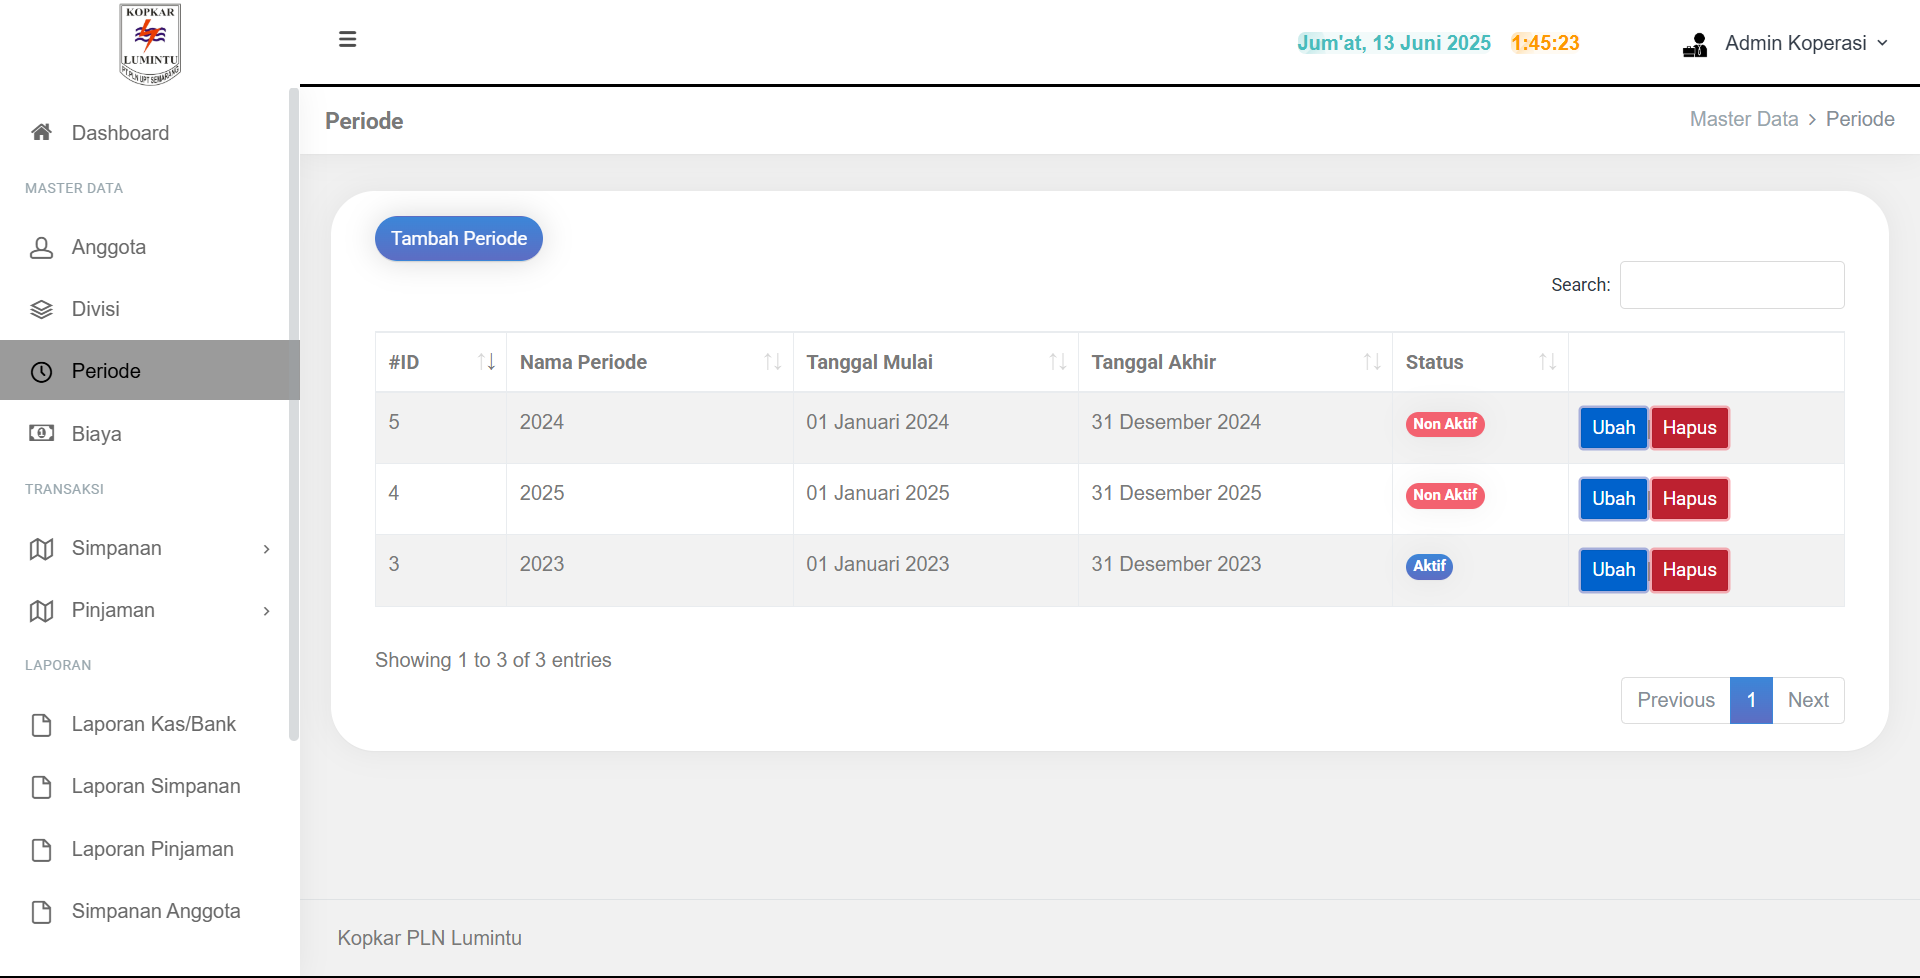 KOPKAR
LUMINTU
PT PLN UPT SEMARANG
Jum'at, 13 Juni 2025 1:45:23
Admin Koperasi
Dashboard
MASTER DATA
Anggota
Divisi
Periode
Biaya
TRANSAKSI
Simpanan
Pinjaman
LAPORAN
Laporan Kas/Bank
Laporan Simpanan
Laporan Pinjaman
Simpanan Anggota
Periode
Master Data > Periode
Tambah Periode
Search:
#ID Nama Periode Tanggal Mulai Tanggal Akhir Status
5 2024 01 Januari 2024 31 Desember 2024 Non Aktif Ubah | Hapus
4 2025 01 Januari 2025 31 Desember 2025 Non Aktif Ubah | Hapus
3 2023 01 Januari 2023 31 Desember 2023 Aktif Ubah | Hapus
Showing 1 to 3 of 3 entries
Previous 1 Next
Kopkar PLN Lumintu